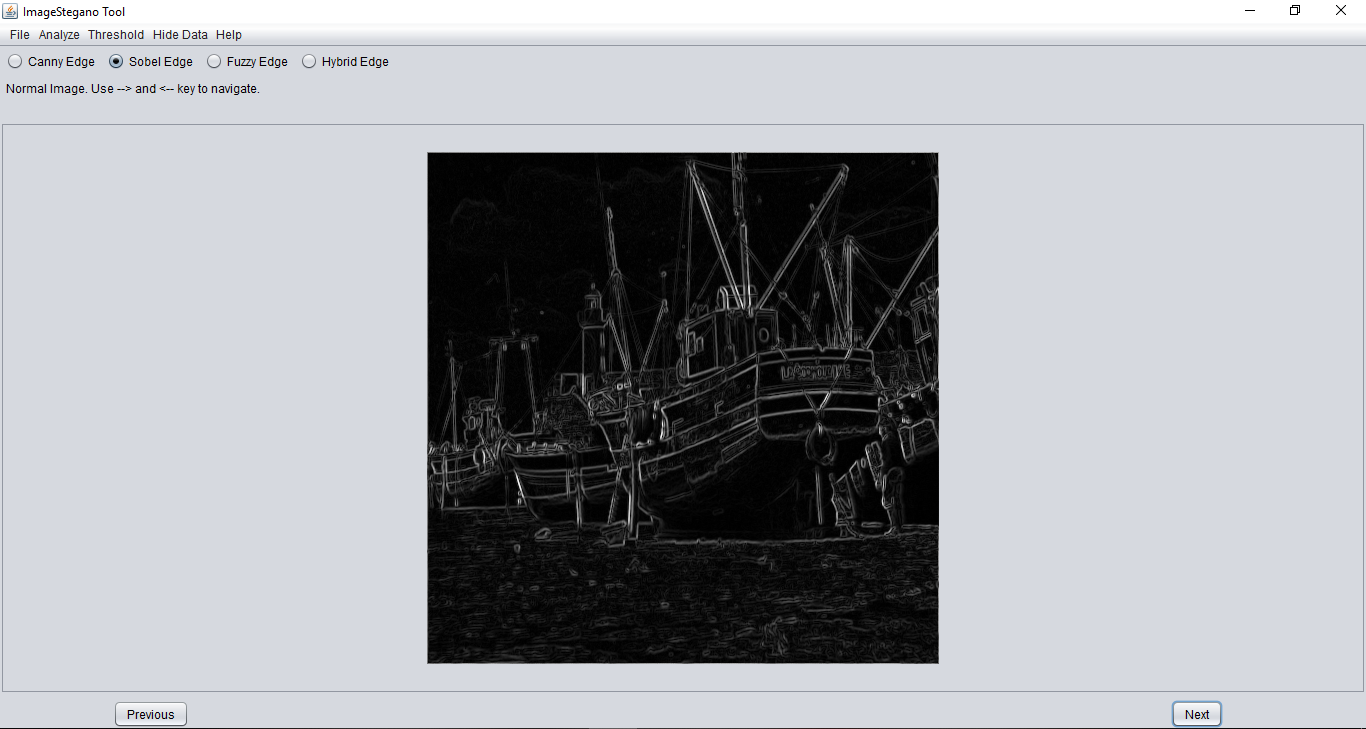 ImageStegano Tool
File Analyze Threshold Hide Data Help
Canny Edge Sobel Edge Fuzzy Edge Hybrid Edge
Normal Image. Use --> and <-- key to navigate.
Previous Next